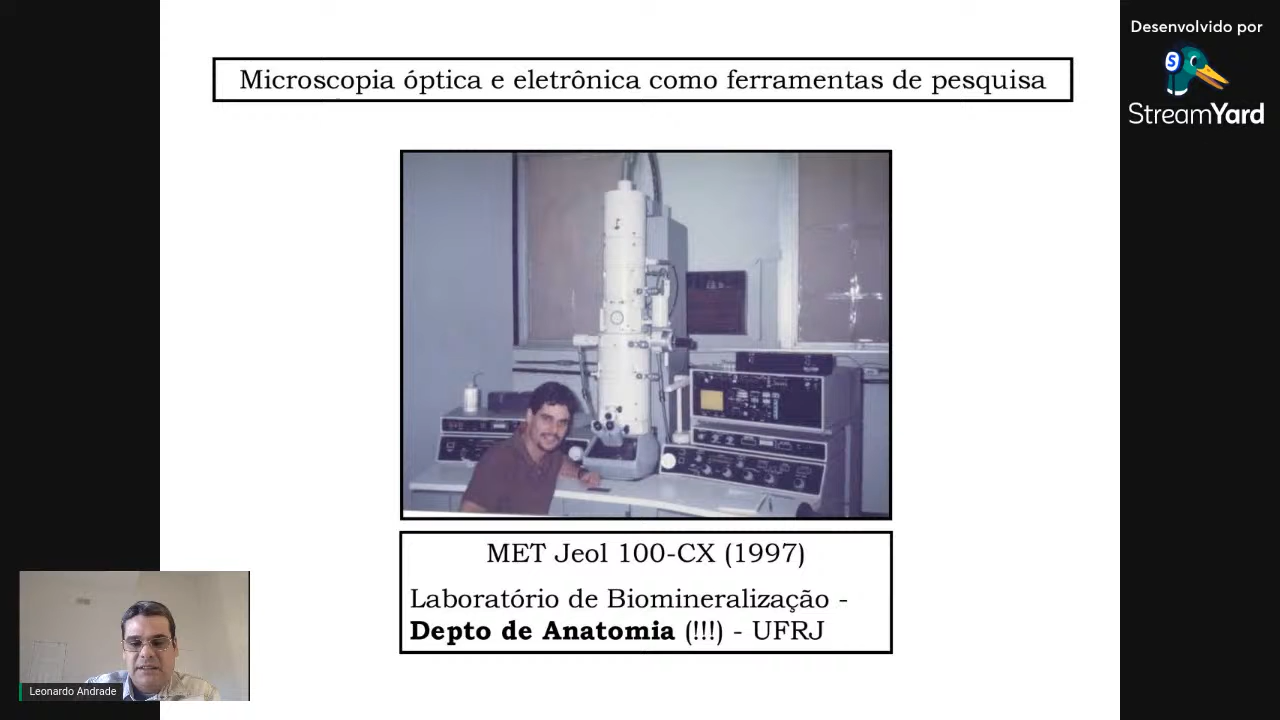 Desenvolvido por
StreamYard
Microscopia óptica e eletrônica como ferramentas de pesquisa
MET Jeol 100-CX (1997)
Laboratório de Biomineralização -
Depto de Anatomia (!!!) - UFRJ
Leonardo Andrade